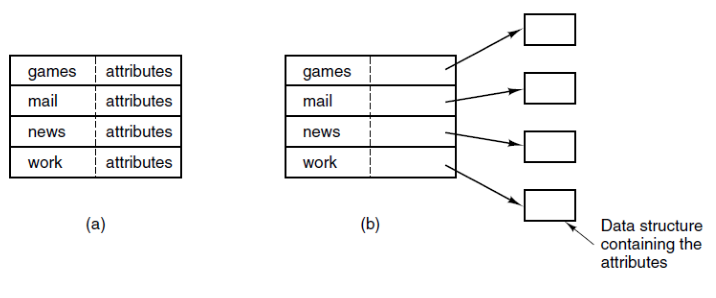 games attributes
mail attributes
news attributes
work attributes
(a)
games
mail
news
work
(b)
Data structure
containing the
attributes